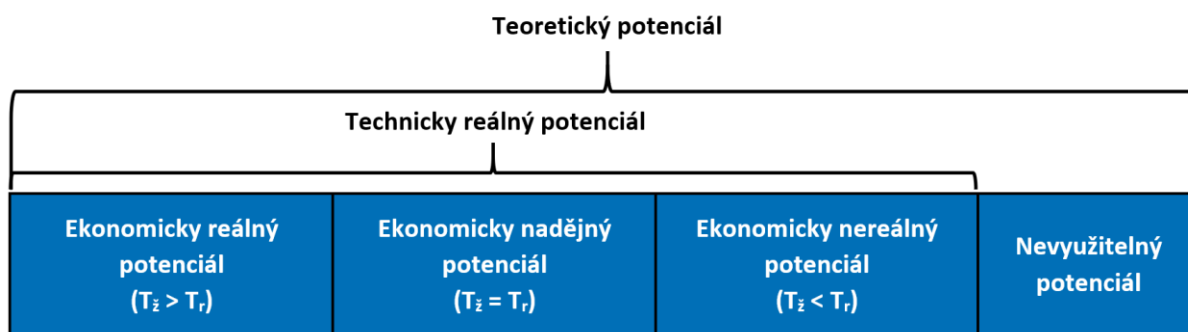 Teoretický potenciál
Technicky reálný potenciál
Ekonomicky reálný
potenciál
(Tž > Tr)
Ekonomicky nadějný
potenciál
(Tž = Tr)
Ekonomicky nereálný
potenciál
(Tž < Tr)
Nevyužitelný
potenciál